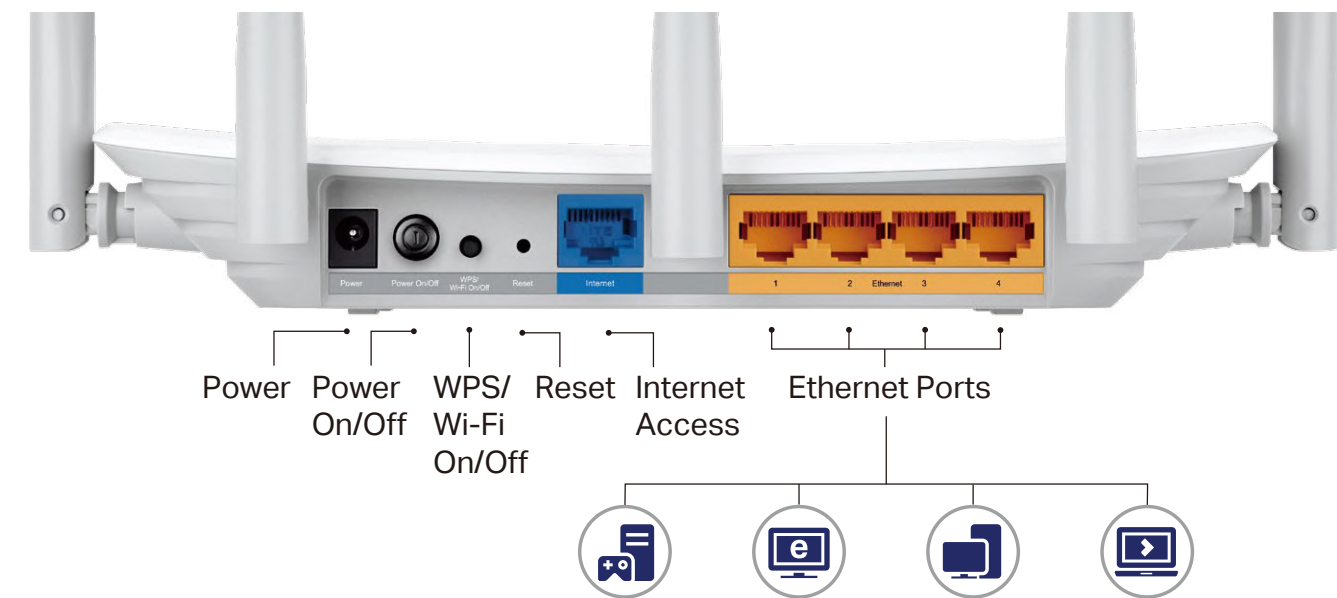 Power
Power On/Off
WPS/
Wi-Fi On/Off
Reset
Internet
1
2
Ethernet
3
4
Power
Power
On/Off
WPS/
Wi-Fi
On/Off
Reset
Internet
Access
Ethernet Ports
e